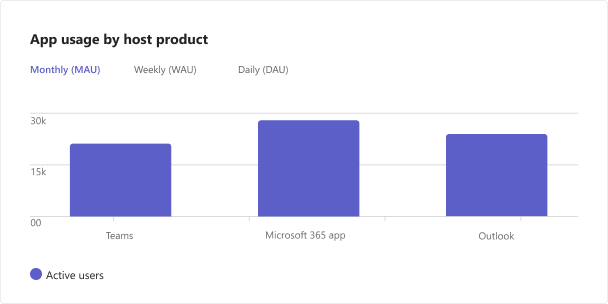 App usage by host product
Monthly (MAU) Weekly (WAU) Daily (DAU)
30k
15k
00
Teams Microsoft 365 app Outlook
Active users